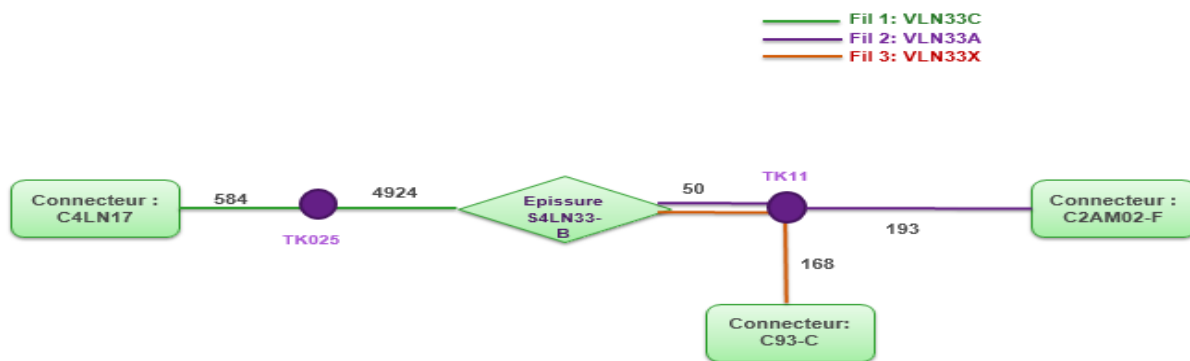 Fil 1: VLN33C
Fil 2: VLN33A
Fil 3: VLN33X
Connecteur :
C4LN17
584
TK025
4924
Epissure
S4LN33-
B
50
TK11
193
Connecteur :
C2AM02-F
168
Connecteur:
C93-C